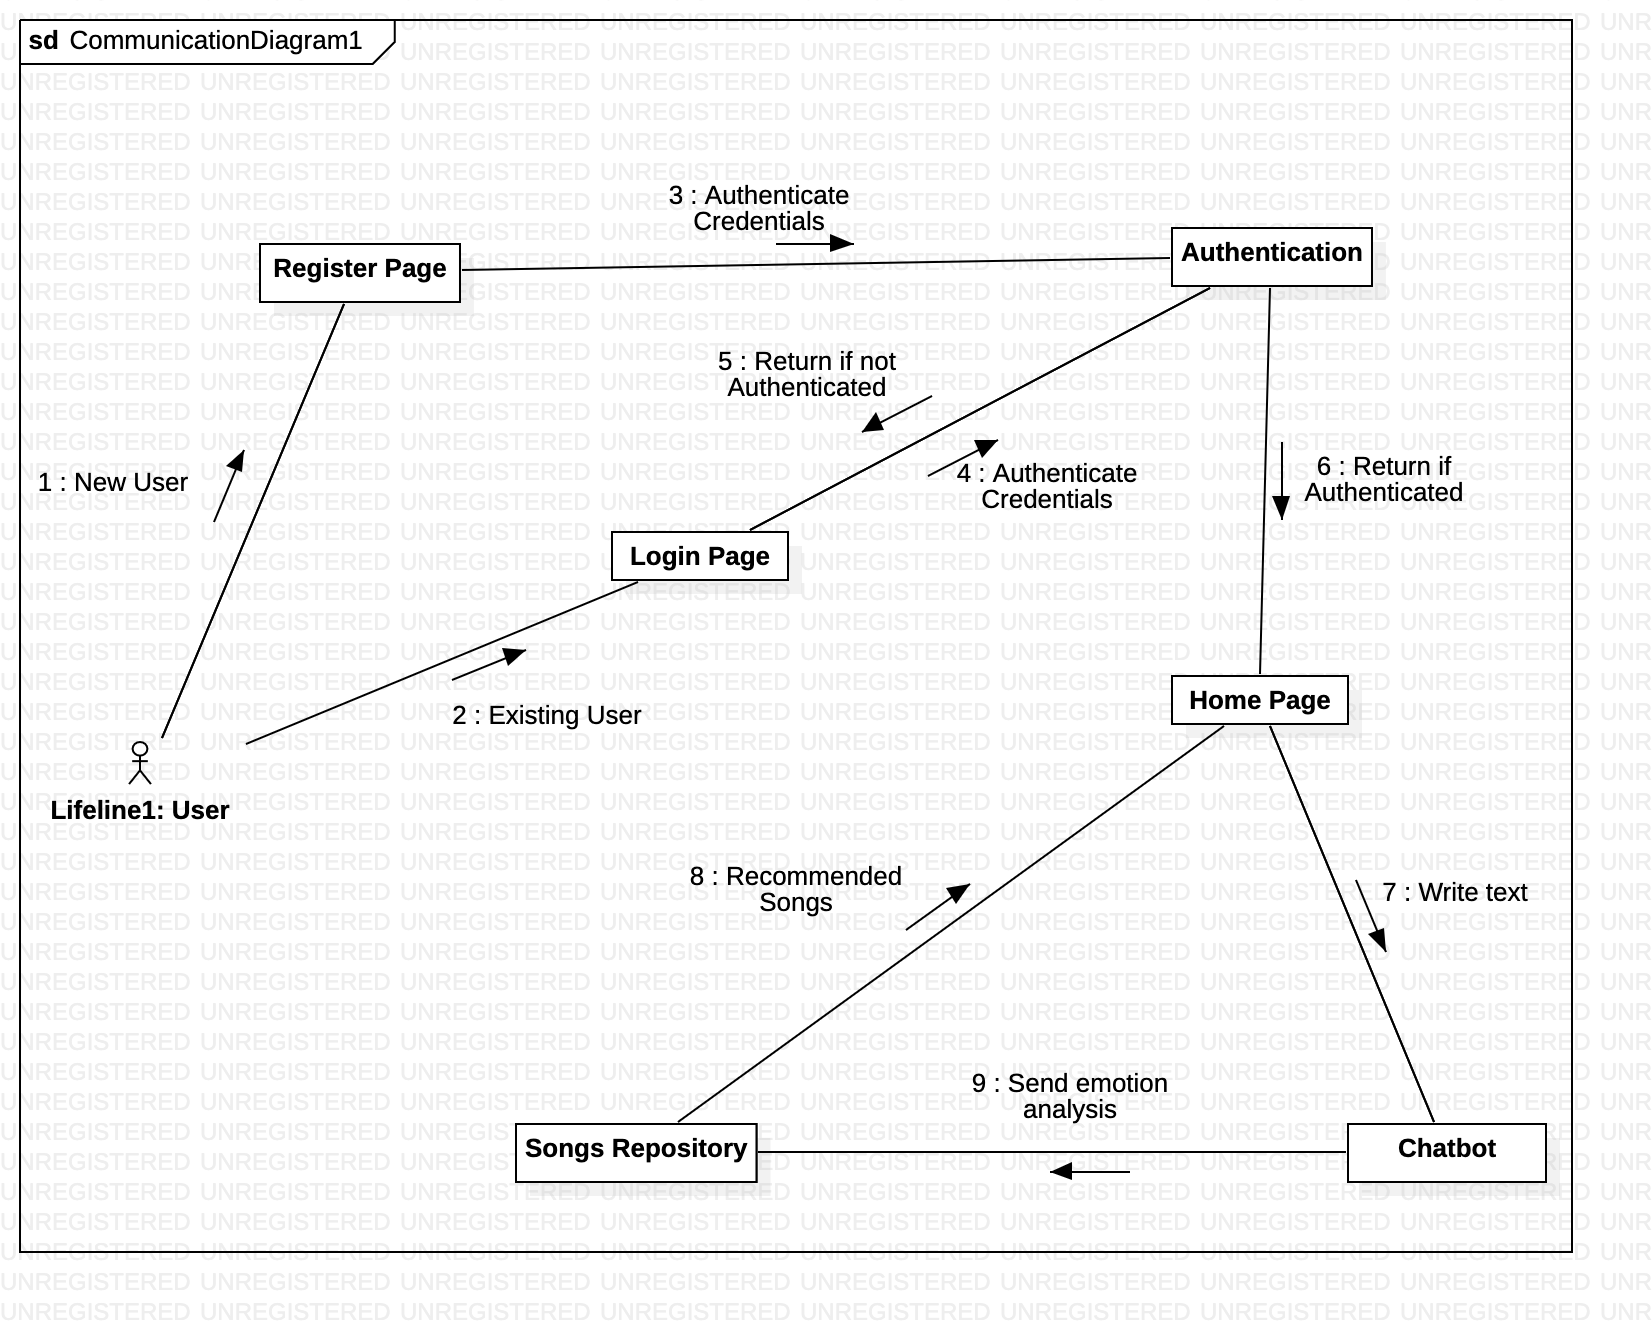 sd CommunicationDiagram1
3 : Authenticate
Credentials
Register Page
Authentication
5 : Return if not
Authenticated
1 : New User
4 : Authenticate
Credentials
6 : Return if
Authenticated
Login Page
2 : Existing User
Home Page
Lifeline1: User
8 : Recommended
Songs
7 : Write text
9 : Send emotion
analysis
Songs Repository
Chatbot
UNREGISTERED